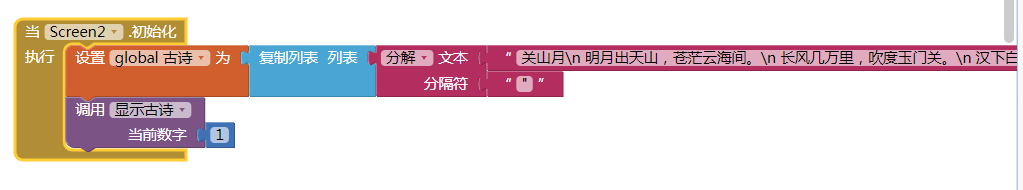 当 Screen2 .初始化
执行 设置 global 古诗 为 复制列表 列表 分解 文本 " 关山月\n 明月出天山，苍茫云海间。\n 长风几万里，吹度玉门关。\n 汉下白
分隔符 " " "
调用 显示古诗
当前数字 1